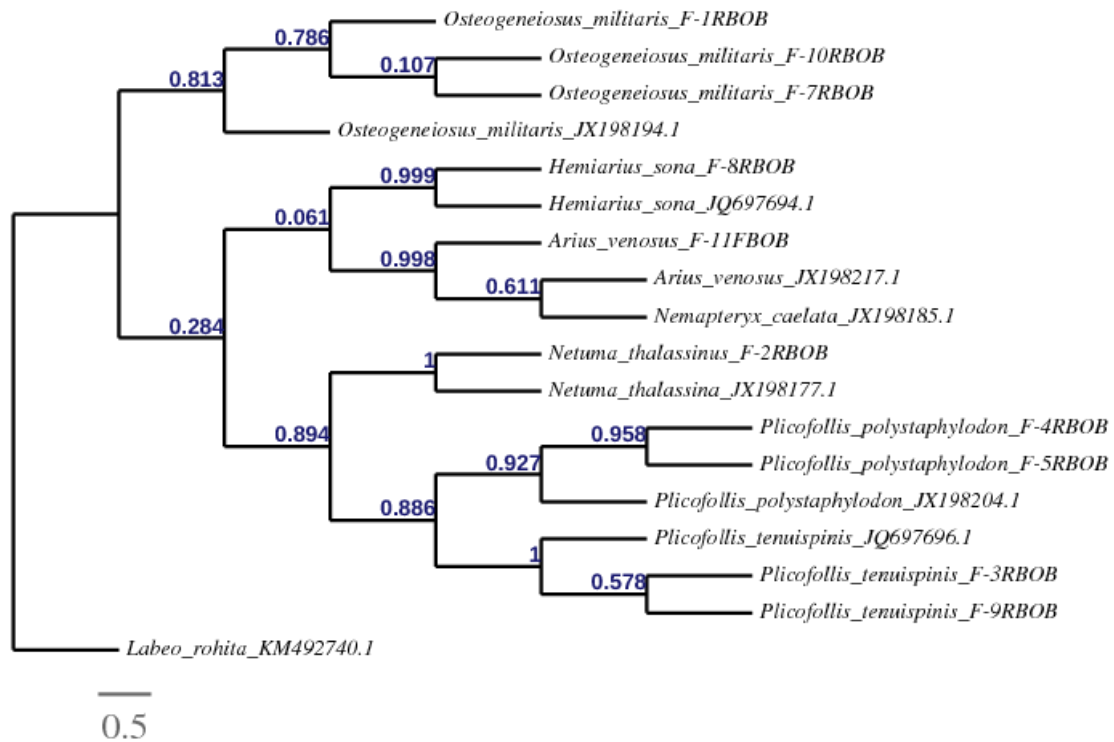 Osteogeneiosus_militaris_F-1RBOB
0.786
Osteogeneiosus_militaris_F-10RBOB
0.107
Osteogeneiosus_militaris_F-7RBOB
0.813
Osteogeneiosus_militaris_JX198194.1
Hemiarius_sona_F-8RBOB
0.999
Hemiarius_sona_JQ697694.1
0.061
Arius_venosus_F-11FBOB
0.998
Arius_venosus_JX198217.1
0.611
Nemapteryx_caelata_JX198185.1
0.284
Netuma_thalassinus_F-2RBOB
1
Netuma_thalassina_JX198177.1
0.894
Plicofollis_polystaphylodon_F-4RBOB
0.958
Plicofollis_polystaphylodon_F-5RBOB
0.927
Plicofollis_polystaphylodon_JX198204.1
0.886
Plicofollis_tenuispinis_JQ697696.1
1
Plicofollis_tenuispinis_F-3RBOB
0.578
Plicofollis_tenuispinis_F-9RBOB
Labeo_rohita_KM492740.1
0.5